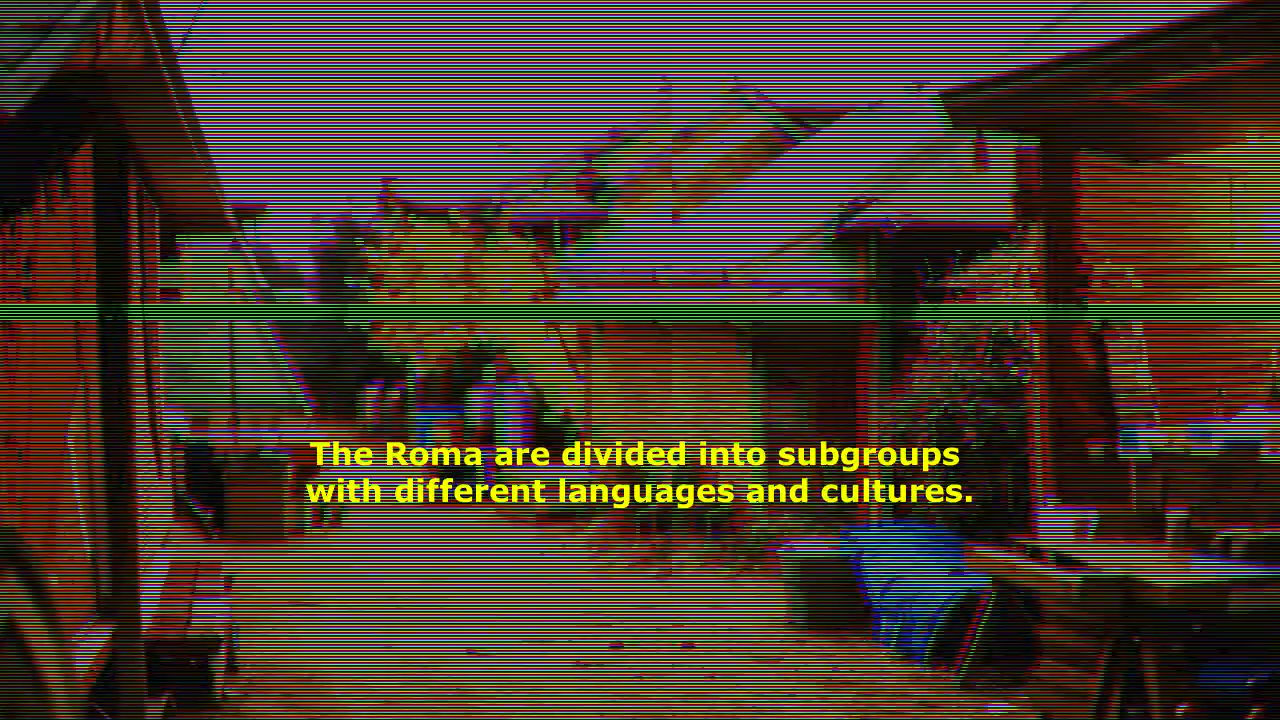 The Roma are divided into subgroups
with different languages and cultures.